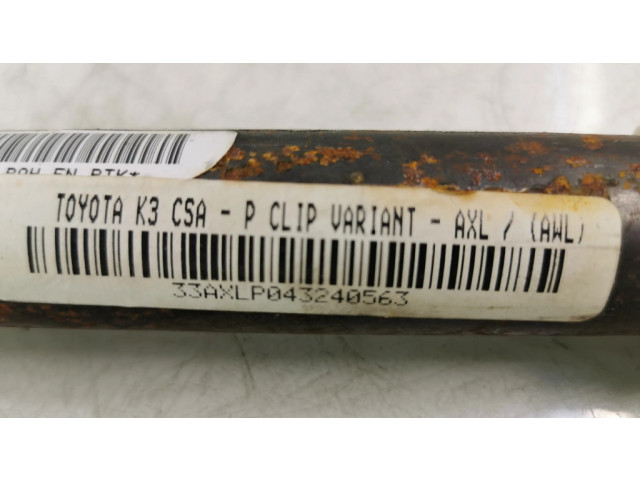 TOYOTA K3 CSA - P CLIP VARIANT - AXL / (AWL)
33AXLP043240563